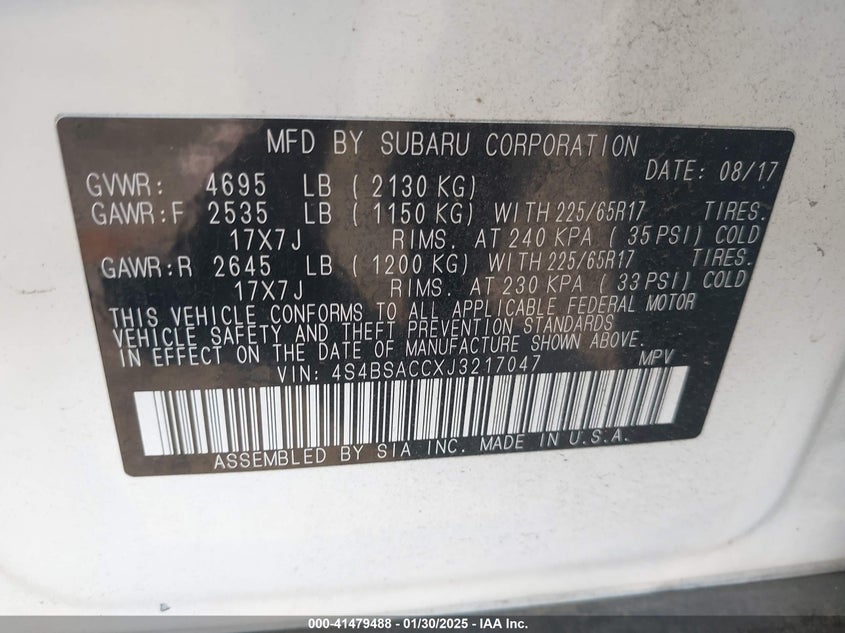 MFD BY SUBARU CORPORATION
DATE: 08/17
GVWR: 4695 LB ( 2130 KG)
GAWR:F 2535 LB ( 1150 KG) WITH 225/65R17 TIRES.
17X7J RIMS. AT 240 KPA ( 35 PSI) COLD
GAWR:R 2645 LB ( 1200 KG) WITH 225/65R17 TIRES.
17X7J RIMS. AT 230 KPA ( 33 PSI) COLD
THIS VEHICLE CONFORMS TO ALL APPLICABLE FEDERAL MOTOR
VEHICLE SAFETY AND THEFT PREVENTION STANDARDS
IN EFFECT ON THE DATE OF MANUFACTURE SHOWN ABOVE.
VIN: 4S4BSACCXJ3217047 MPV
ASSEMBLED BY SIA INC. MADE IN U.S.A.
000-41479488 - 01/30/2025 - IAA Inc.